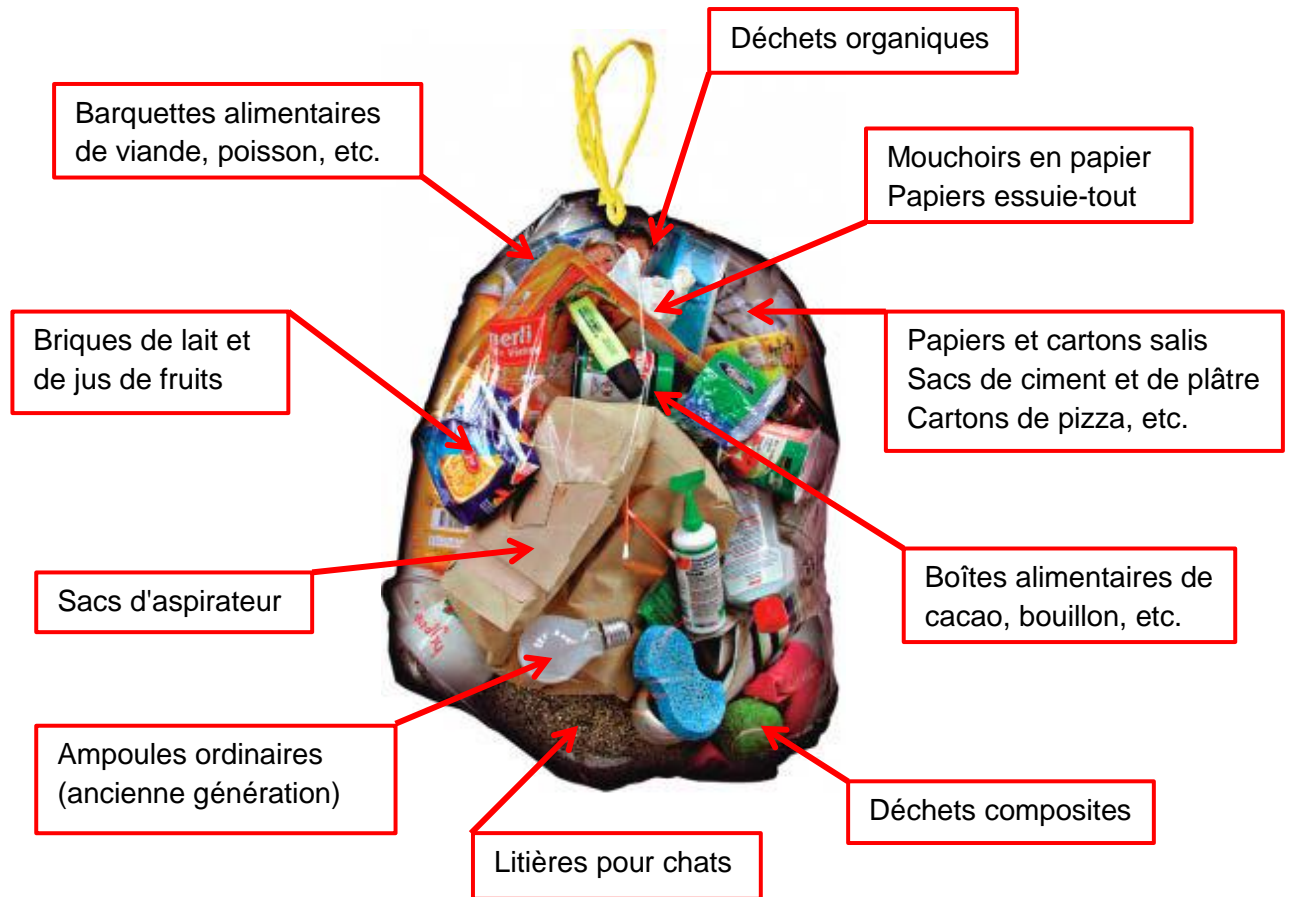 Déchets organiques
Barquettes alimentaires
de viande, poisson, etc.
Mouchoirs en papier
Papiers essuie-tout
Briques de lait et
de jus de fruits
Papiers et cartons salis
Sacs de ciment et de plâtre
Cartons de pizza, etc.
Sacs d'aspirateur
Boîtes alimentaires de
cacao, bouillon, etc.
Ampoules ordinaires
(ancienne génération)
Déchets composites
Litières pour chats